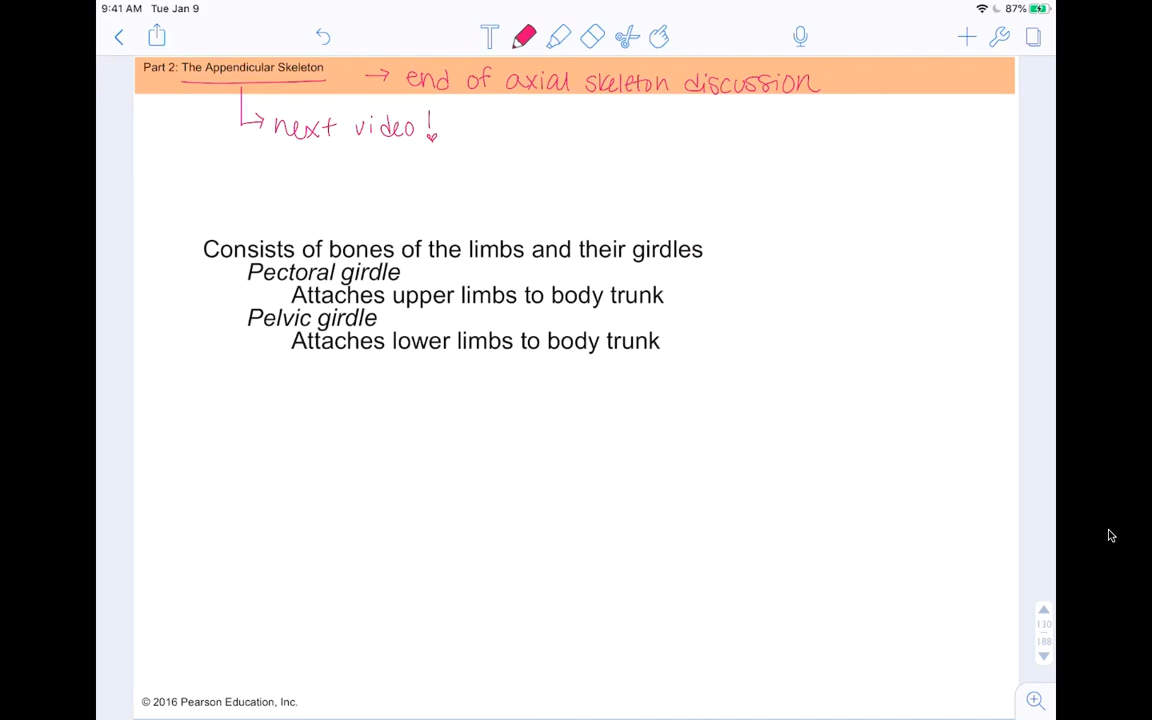 9:41 AM Tue Jan 9
87%
Part 2: The Appendicular Skeleton → end of axial skeleton discussion
next video!
Consists of bones of the limbs and their girdles
Pectoral girdle
Attaches upper limbs to body trunk
Pelvic girdle
Attaches lower limbs to body trunk
130
188
© 2016 Pearson Education, Inc.